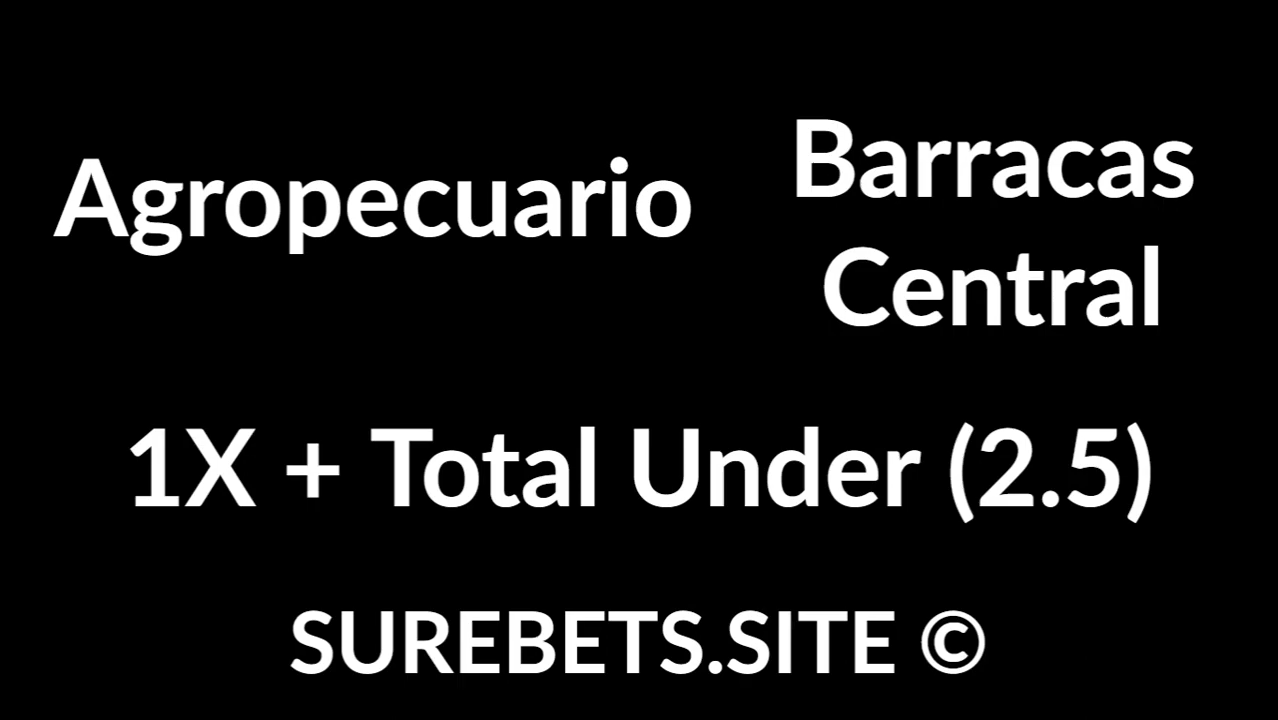 Agropecuario
Barracas
Central
1X + Total Under (2.5)
SUREBETS.SITE ©